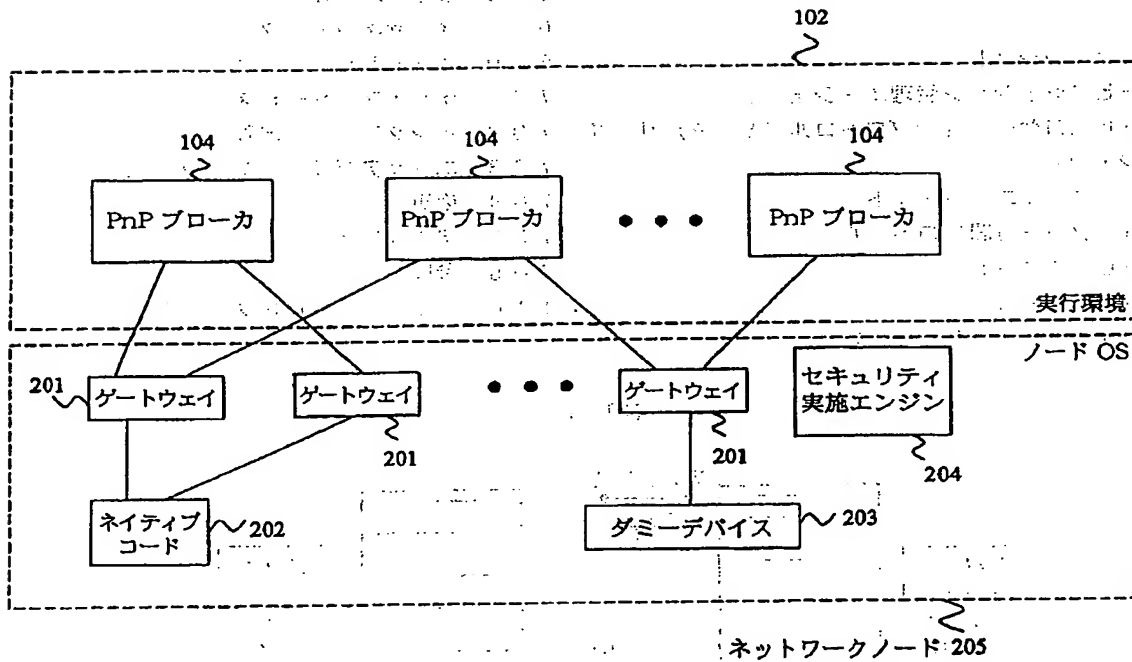 102
104
104
104
PnP ブローカ
PnP ブローカ
PnP ブローカ
実行環境
ノード OS
201
ゲートウェイ
ゲートウェイ
ゲートウェイ
セキュリティ
実施エンジン
201
201
204
ネイティブ
コード
202
ダミーデバイス
203
ネットワークノード 205